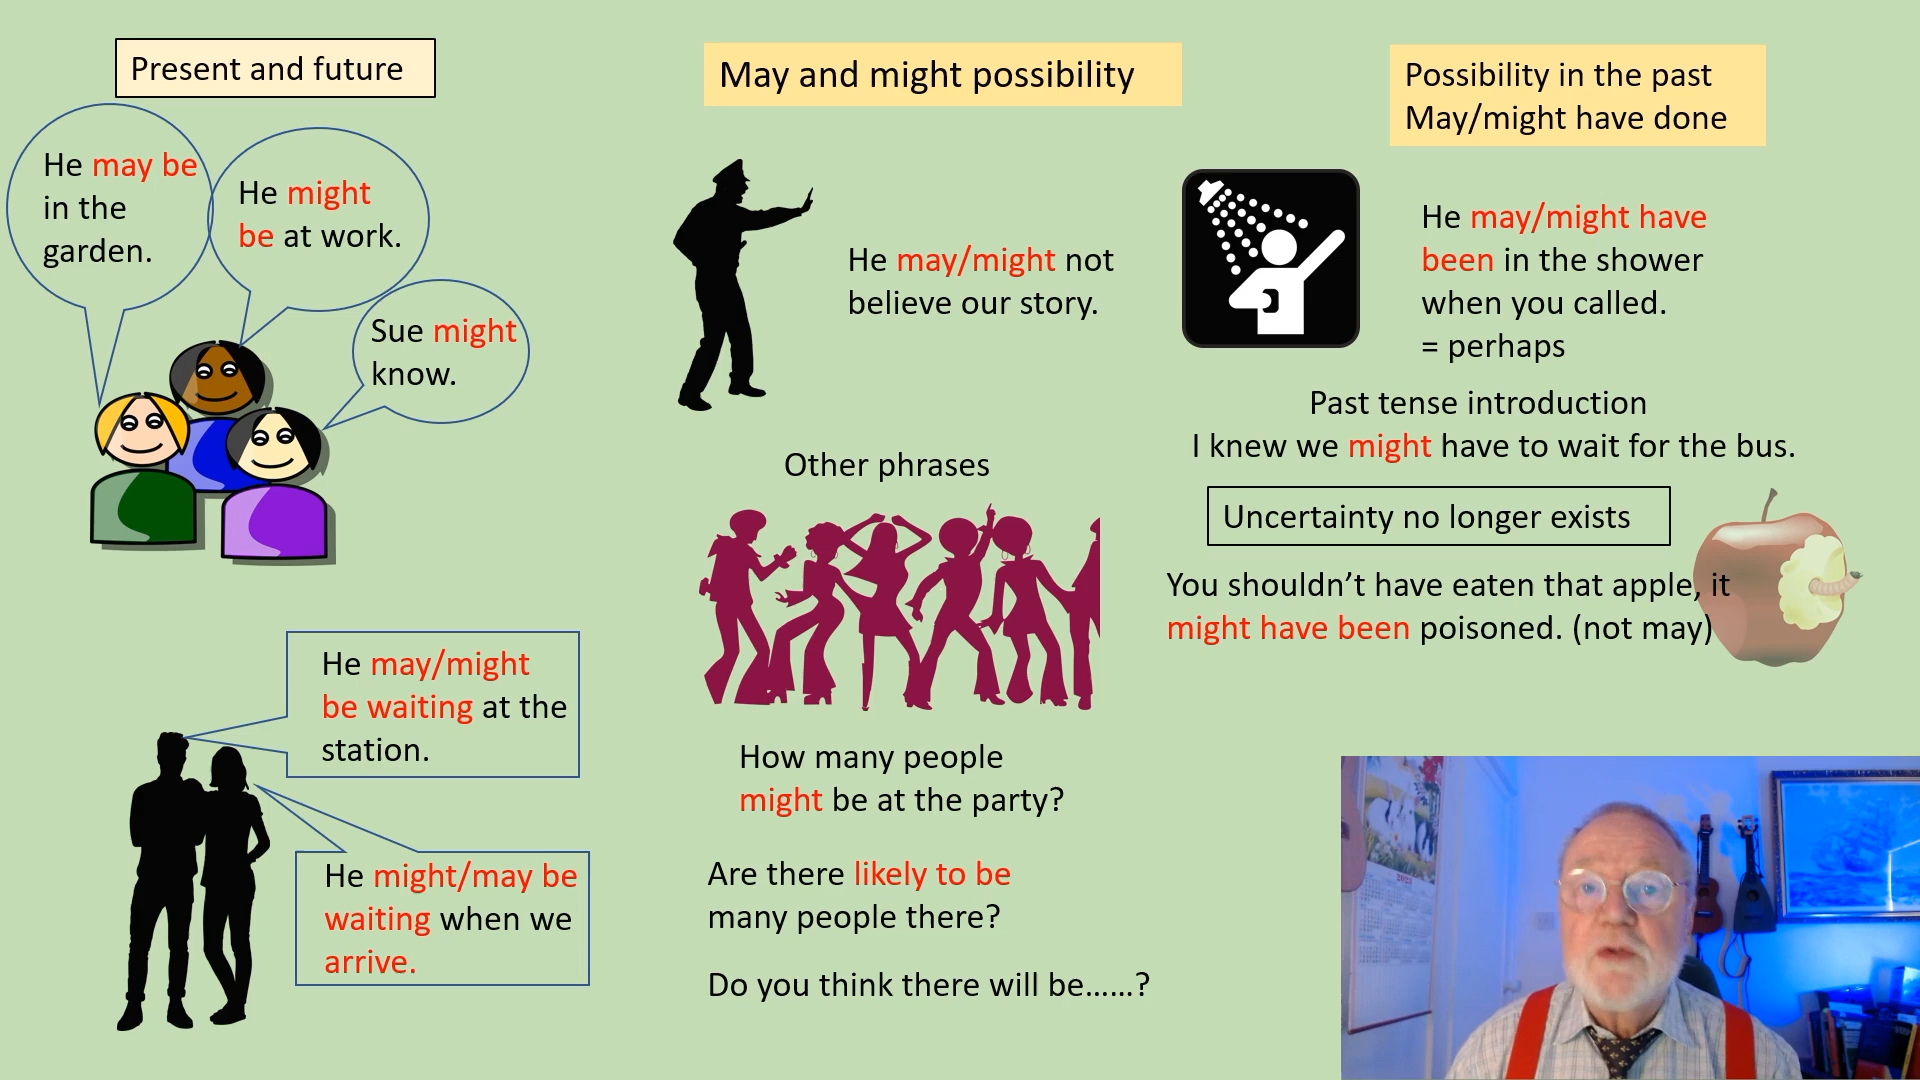 Present and future
He may be
in the
garden.
He might
be at work.
Sue might
know.
He may/might
be waiting at the
station.
He might/may be
waiting when we
arrive.
May and might possibility
He may/might not
believe our story.
Other phrases
How many people
might be at the party?
Are there likely to be
many people there?
Do you think there will be……?
Possibility in the past
May/might have done
He may/might have
been in the shower
when you called.
= perhaps
Past tense introduction
I knew we might have to wait for the bus.
Uncertainty no longer exists
You shouldn’t have eaten that apple, it
might have been poisoned. (not may)